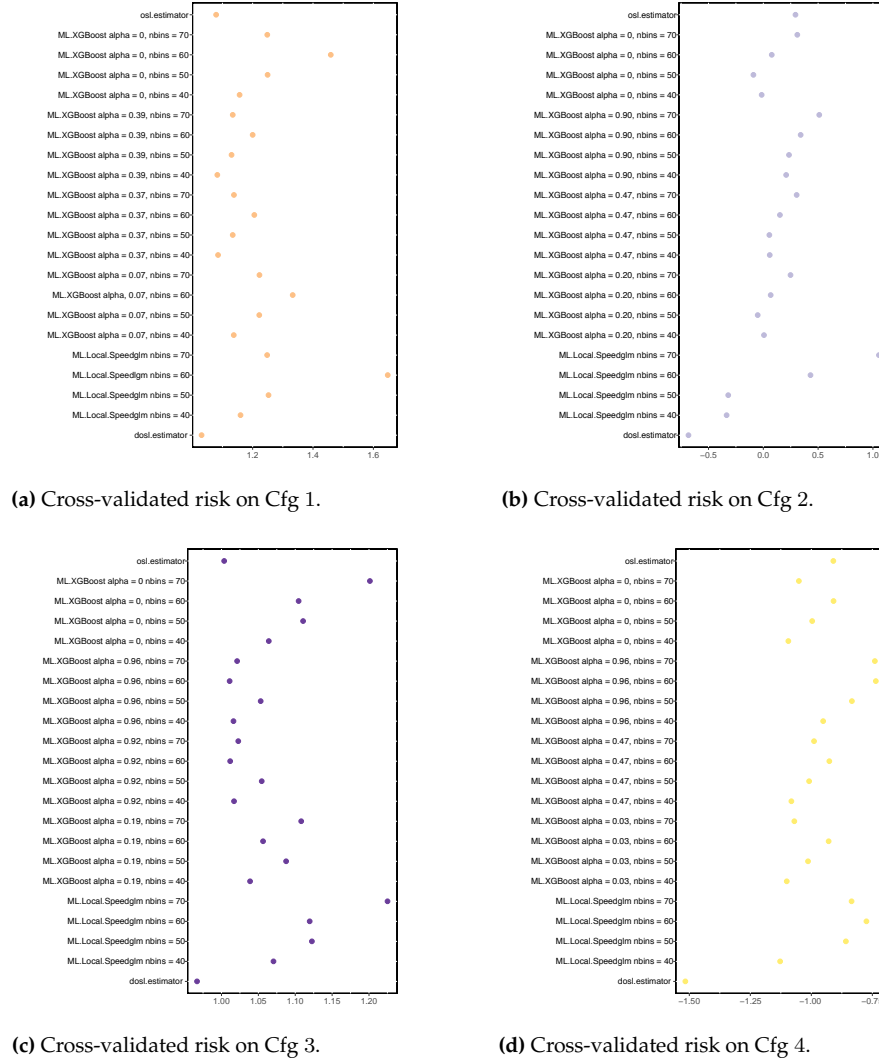 osl.estimator
ML.XGBoost alpha = 0, nbins = 70
ML.XGBoost alpha = 0, nbins = 60
ML.XGBoost alpha = 0, nbins = 50
ML.XGBoost alpha = 0, nbins = 40
ML.XGBoost alpha = 0.39, nbins = 70
ML.XGBoost alpha = 0.39, nbins = 60
ML.XGBoost alpha = 0.39, nbins = 50
ML.XGBoost alpha = 0.39, nbins = 40
ML.XGBoost alpha = 0.37, nbins = 70
ML.XGBoost alpha = 0.37, nbins = 60
ML.XGBoost alpha = 0.37, nbins = 50
ML.XGBoost alpha = 0.37, nbins = 40
ML.XGBoost alpha = 0.07, nbins = 70
ML.XGBoost alpha, 0.07, nbins = 60
ML.XGBoost alpha = 0.07, nbins = 50
ML.XGBoost alpha = 0.07, nbins = 40
ML.Local.Speedglm nbins = 70
ML.Local.Speedlgm nbins = 60
ML.Local.Speedglm nbins = 50
ML.Local.Speedglm nbins = 40
dosl.estimator
1.2 1.4 1.6
(a) Cross-validated risk on Cfg 1.
osl.estimator
ML.XGBoost alpha = 0, nbins = 70
ML.XGBoost alpha = 0, nbins = 60
ML.XGBoost alpha = 0, nbins = 50
ML.XGBoost alpha = 0, nbins = 40
ML.XGBoost alpha = 0.90, nbins = 70
ML.XGBoost alpha = 0.90, nbins = 60
ML.XGBoost alpha = 0.90, nbins = 50
ML.XGBoost alpha = 0.90, nbins = 40
ML.XGBoost alpha = 0.47, nbins = 70
ML.XGBoost alpha = 0.47, nbins = 60
ML.XGBoost alpha = 0.47, nbins = 50
ML.XGBoost alpha = 0.47, nbins = 40
ML.XGBoost alpha = 0.20, nbins = 70
ML.XGBoost alpha = 0.20, nbins = 60
ML.XGBoost alpha = 0.20, nbins = 50
ML.XGBoost alpha = 0.20, nbins = 40
ML.Local.Speedglm nbins = 70
ML.Local.Speedglm nbins = 60
ML.Local.Speedglm nbins = 50
ML.Local.Speedglm nbins = 40
dosl.estimator
−0.5 0.0 0.5 1.0
(b) Cross-validated risk on Cfg 2.
osl.estimator
ML.XGBoost alpha = 0 nbins = 70
ML.XGBoost alpha = 0, nbins = 60
ML.XGBoost alpha = 0, nbins = 50
ML.XGBoost alpha = 0, nbins = 40
ML.XGBoost alpha = 0.96, nbins = 70
ML.XGBoost alpha = 0.96, nbins = 60
ML.XGBoost alpha = 0.96, nbins = 50
ML.XGBoost alpha = 0.96, nbins = 40
ML.XGBoost alpha = 0.92, nbins = 70
ML.XGBoost alpha = 0.92, nbins = 60
ML.XGBoost alpha = 0.92, nbins = 50
ML.XGBoost alpha = 0.92, nbins = 40
ML.XGBoost alpha = 0.19, nbins = 70
ML.XGBoost alpha = 0.19, nbins = 60
ML.XGBoost alpha = 0.19, nbins = 50
ML.XGBoost alpha = 0.19, nbins = 40
ML.Local.Speedglm nbins = 70
ML.Local.Speedglm nbins = 60
ML.Local.Speedglm nbins = 50
ML.Local.Speedglm nbins = 40
dosl.estimator
1.00 1.05 1.10 1.15 1.20
(c) Cross-validated risk on Cfg 3.
osl.estimator
ML.XGBoost alpha = 0, nbins = 70
ML.XGBoost alpha = 0, nbins = 60
ML.XGBoost alpha = 0, nbins = 50
ML.XGBoost alpha = 0, nbins = 40
ML.XGBoost alpha = 0.96, nbins = 70
ML.XGBoost alpha = 0.96, nbins = 60
ML.XGBoost alpha = 0.96, nbins = 50
ML.XGBoost alpha = 0.96, nbins = 40
ML.XGBoost alpha = 0.47, nbins = 70
ML.XGBoost alpha = 0.47, nbins = 60
ML.XGBoost alpha = 0.47, nbins = 50
ML.XGBoost alpha = 0.47, nbins = 40
ML.XGBoost alpha = 0.03, nbins = 70
ML.XGBoost alpha = 0.03, nbins = 60
ML.XGBoost alpha = 0.03, nbins = 50
ML.XGBoost alpha = 0.03, nbins = 40
ML.Local.Speedglm nbins = 70
ML.Local.Speedglm nbins = 60
ML.Local.Speedglm nbins = 50
ML.Local.Speedglm nbins = 40
dosl.estimator
−1.50 −1.25 −1.00 −0.75
(d) Cross-validated risk on Cfg 4.